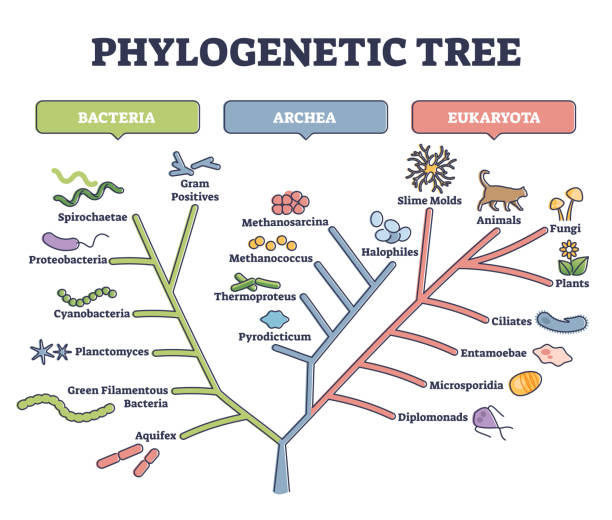 PHYLOGENETIC TREE
BACTERIA
ARCHEA
EUKARYOTA
Gram
Positives
Spirochaetae
Proteobacteria
Cyanobacteria
Planctomyces
Green Filamentous
Bacteria
Aquifex
Methanosarcina
Methanococcus
Thermoproteus
Pyrodicticum
Halophiles
Slime Molds
Animals
Fungi
Plants
Ciliates
Entamoebae
Microsporidia
Diplomonads